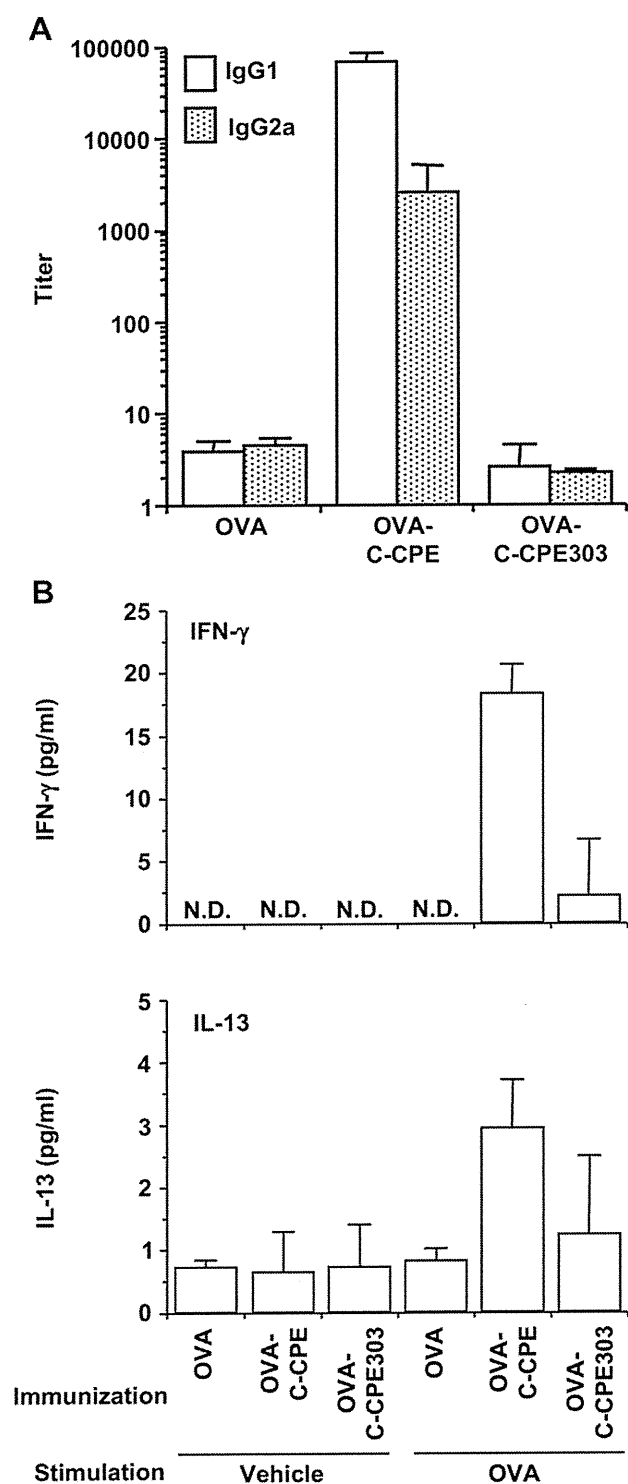 A
100000
10000
1000
100
10
1
Titer
IgG1
IgG2a
OVA
OVA-
C-CPE
OVA-
C-CPE303
B
25
20
15
10
5
0
IFN-γ (pg/ml)
IFN-γ
N.D. N.D. N.D. N.D.
5
4
3
2
1
0
IL-13 (pg/ml)
IL-13
Immunization
OVA
OVA-
C-CPE
OVA-
C-CPE303
OVA
OVA-
C-CPE
OVA-
C-CPE303
Stimulation Vehicle OVA